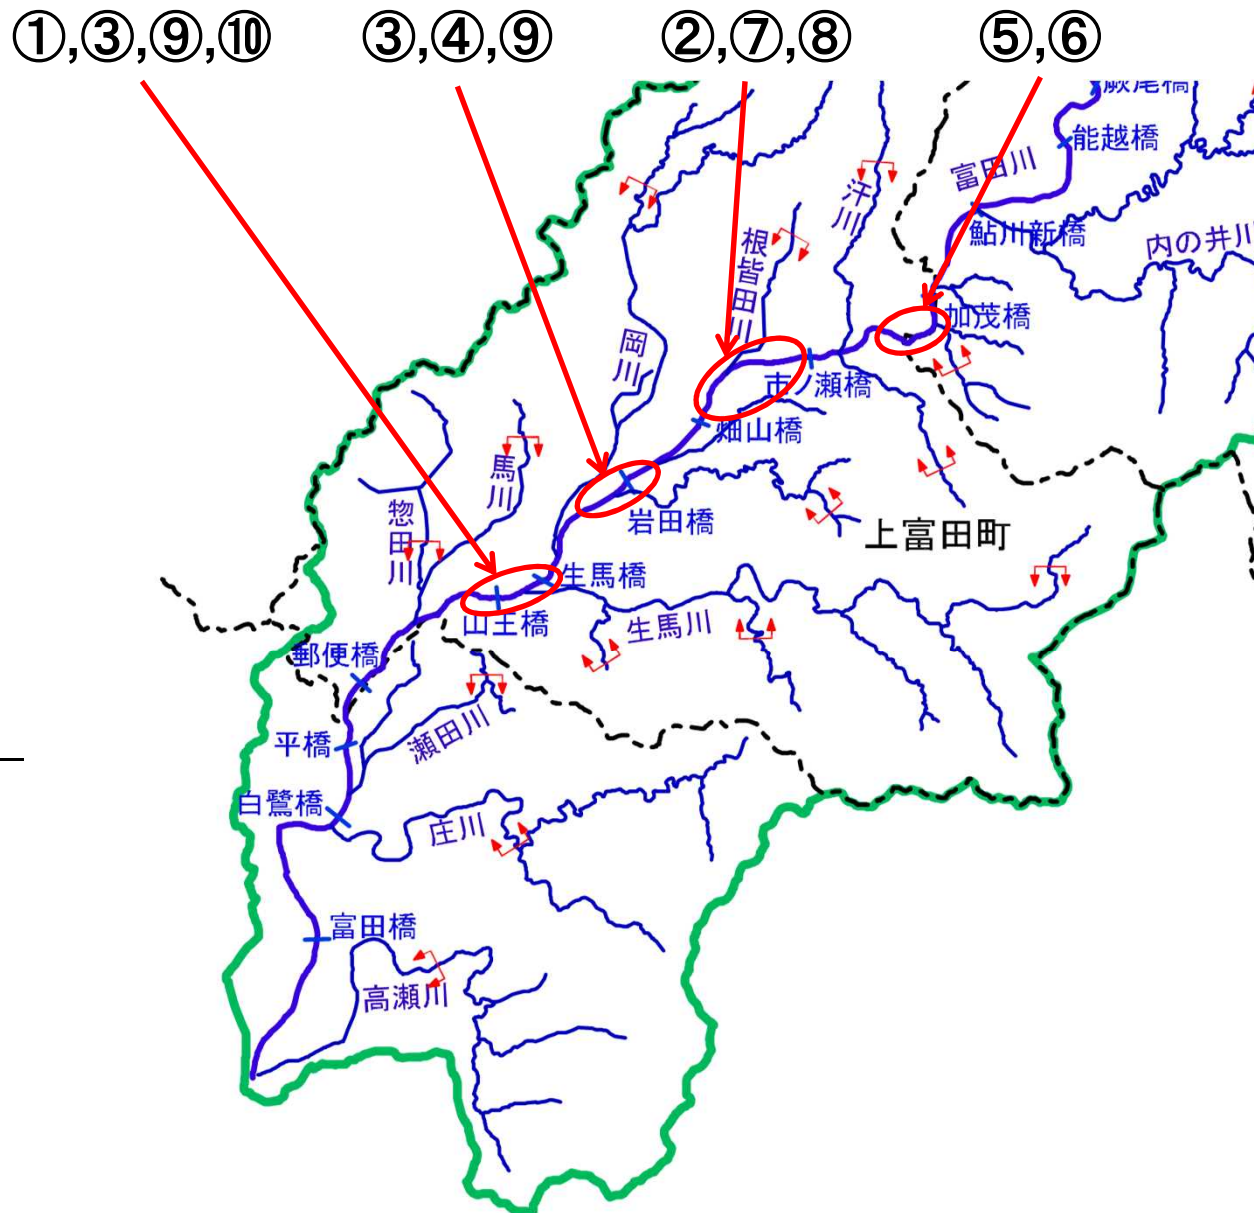 ①,③,⑨,⑩
③,④,⑨
②,⑦,⑧
⑤,⑥
蕨尾橋
能越橋
富田川
汗川
鮎川新橋
内の井川
根皆田川
加茂橋
岡川
市ノ瀬橋
畑山橋
馬川
惣田川
岩田橋
上富田町
生馬橋
山王橋
生馬川
郵便橋
瀬田川
平橋
白鷺橋
庄川
富田橋
高瀬川